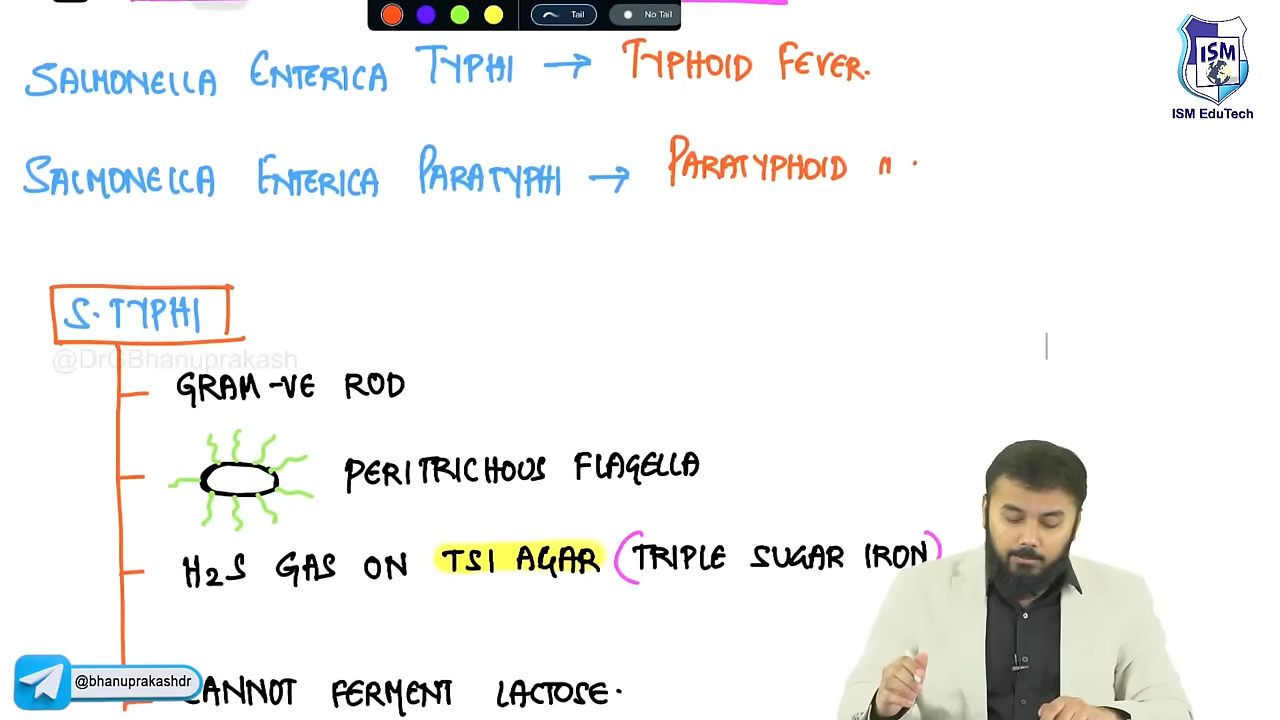 Tail
No Tail
ISM
ISM EduTech
SALMONELLA ENTERICA TYPHI → TYPHOID FEVER.
SALMONELLA ENTERICA PARATYPHI → PARATYPHOID " .
S. TYPHI
@DrGBhanuprakash
GRAM -VE ROD
PERITRICHOUS FLAGELLA
H2S GAS ON TSI AGAR (TRIPLE SUGAR IRON)
@bhanuprakashdr
CANNOT FERMENT LACTOSE.